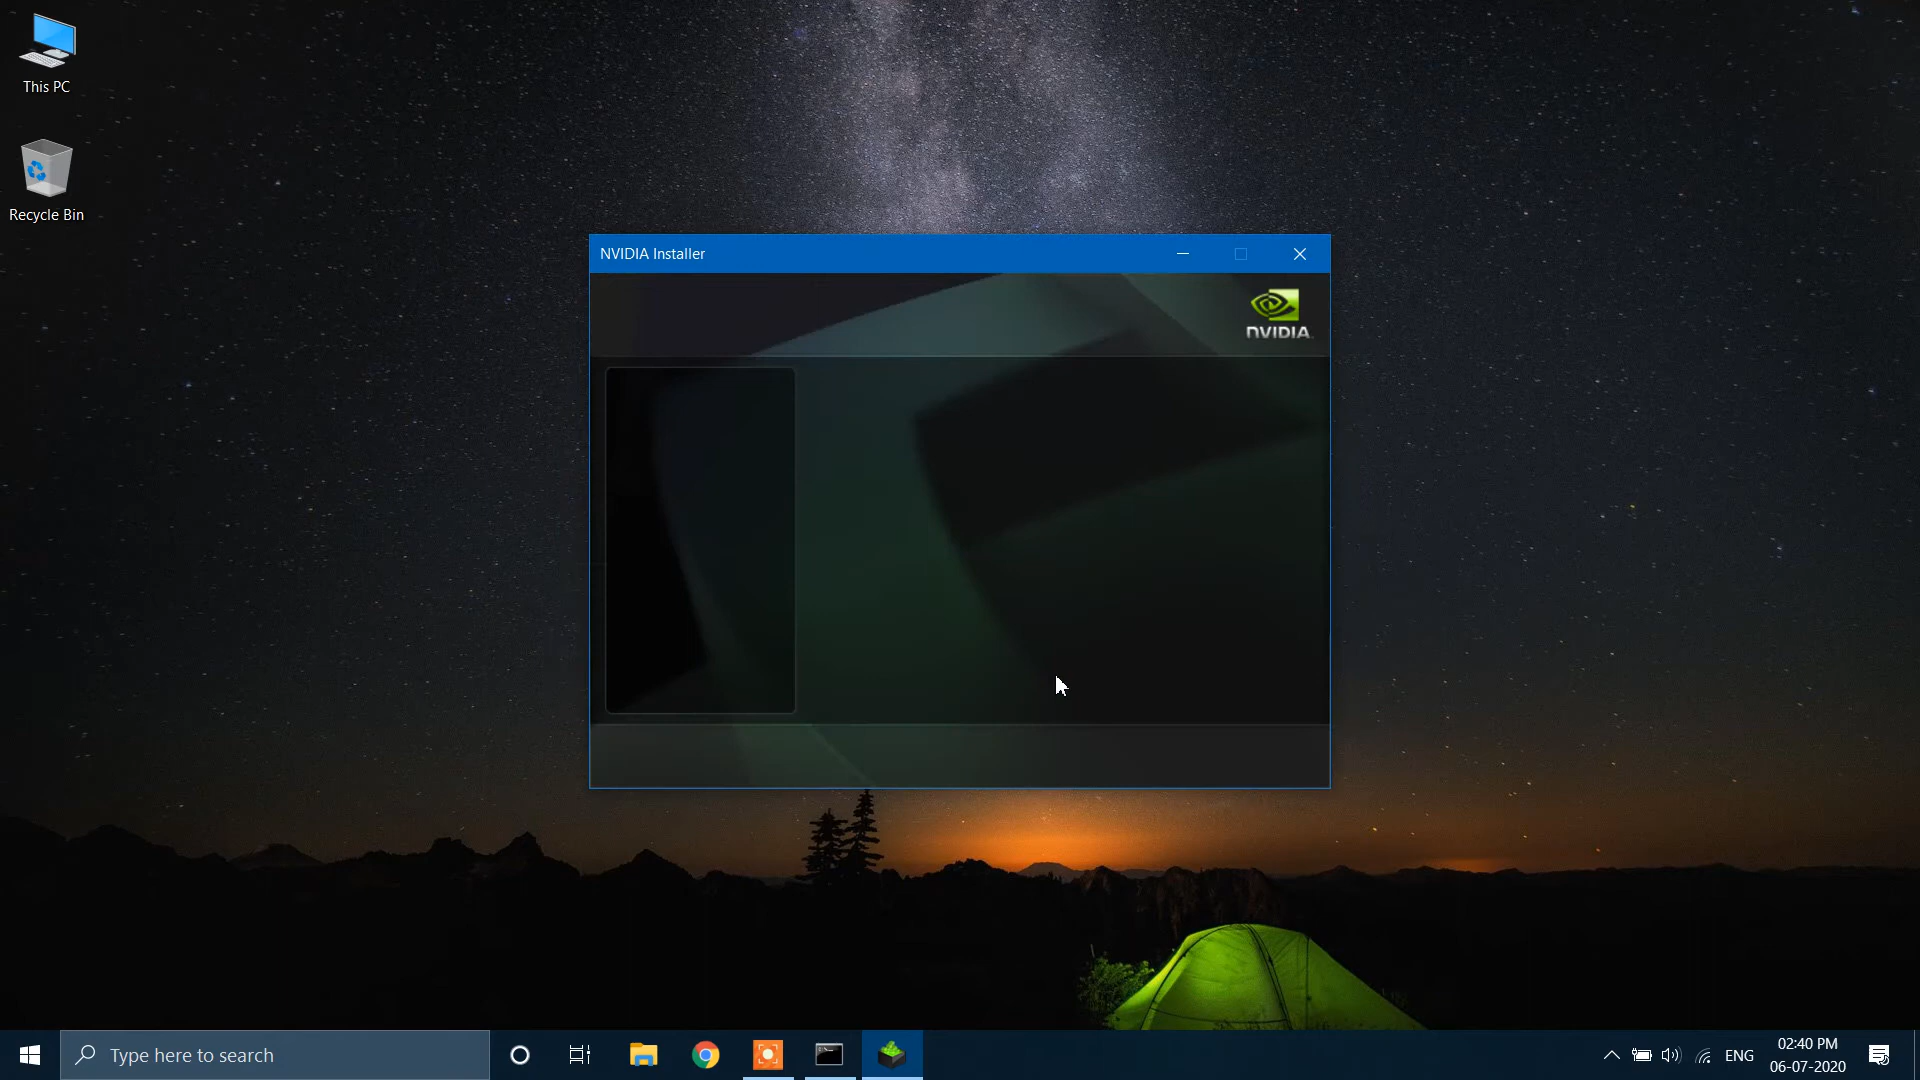 This PC
Recycle Bin
NVIDIA Installer
NVIDIA
Type here to search
ENG
02:40 PM
06-07-2020